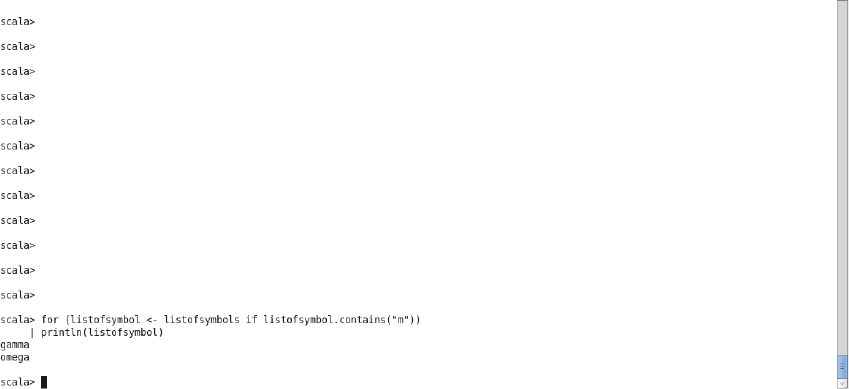 scala>
scala>
scala>
scala>
scala>
scala>
scala>
scala>
scala>
scala>
scala>
scala>
scala> for (listofsymbol <- listofsymbols if listofsymbol.contains("m"))
| println(listofsymbol)
gamma
omega
scala>